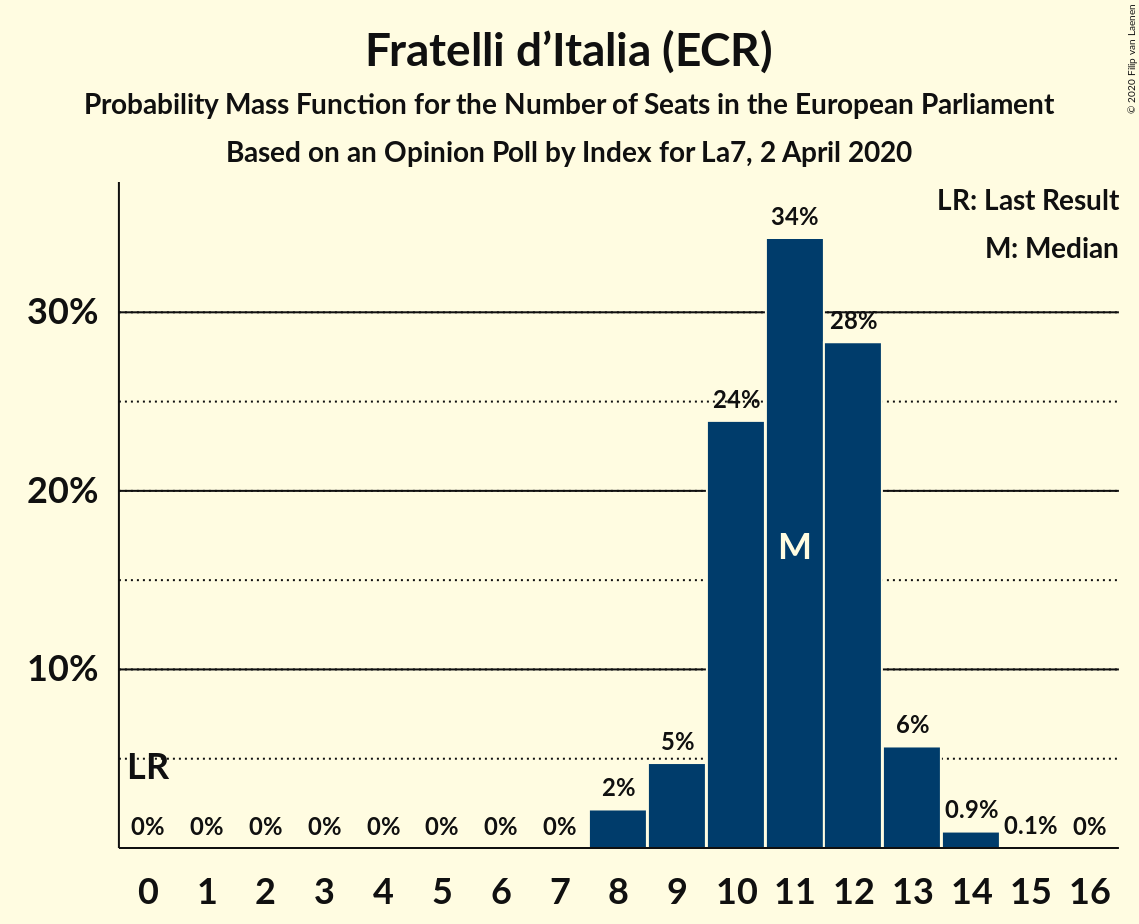 Fratelli d’Italia (ECR)
Probability Mass Function for the Number of Seats in the European Parliament
Based on an Opinion Poll by Index for La7, 2 April 2020
© 2020 Filip van Laenen
LR: Last Result
M: Median
34%
30%
28%
24%
20%
M
10%
6%
5%
LR
2%
0% 0% 0% 0% 0% 0% 0% 0% 0.9% 0.1% 0%
0 1 2 3 4 5 6 7 8 9 10 11 12 13 14 15 16